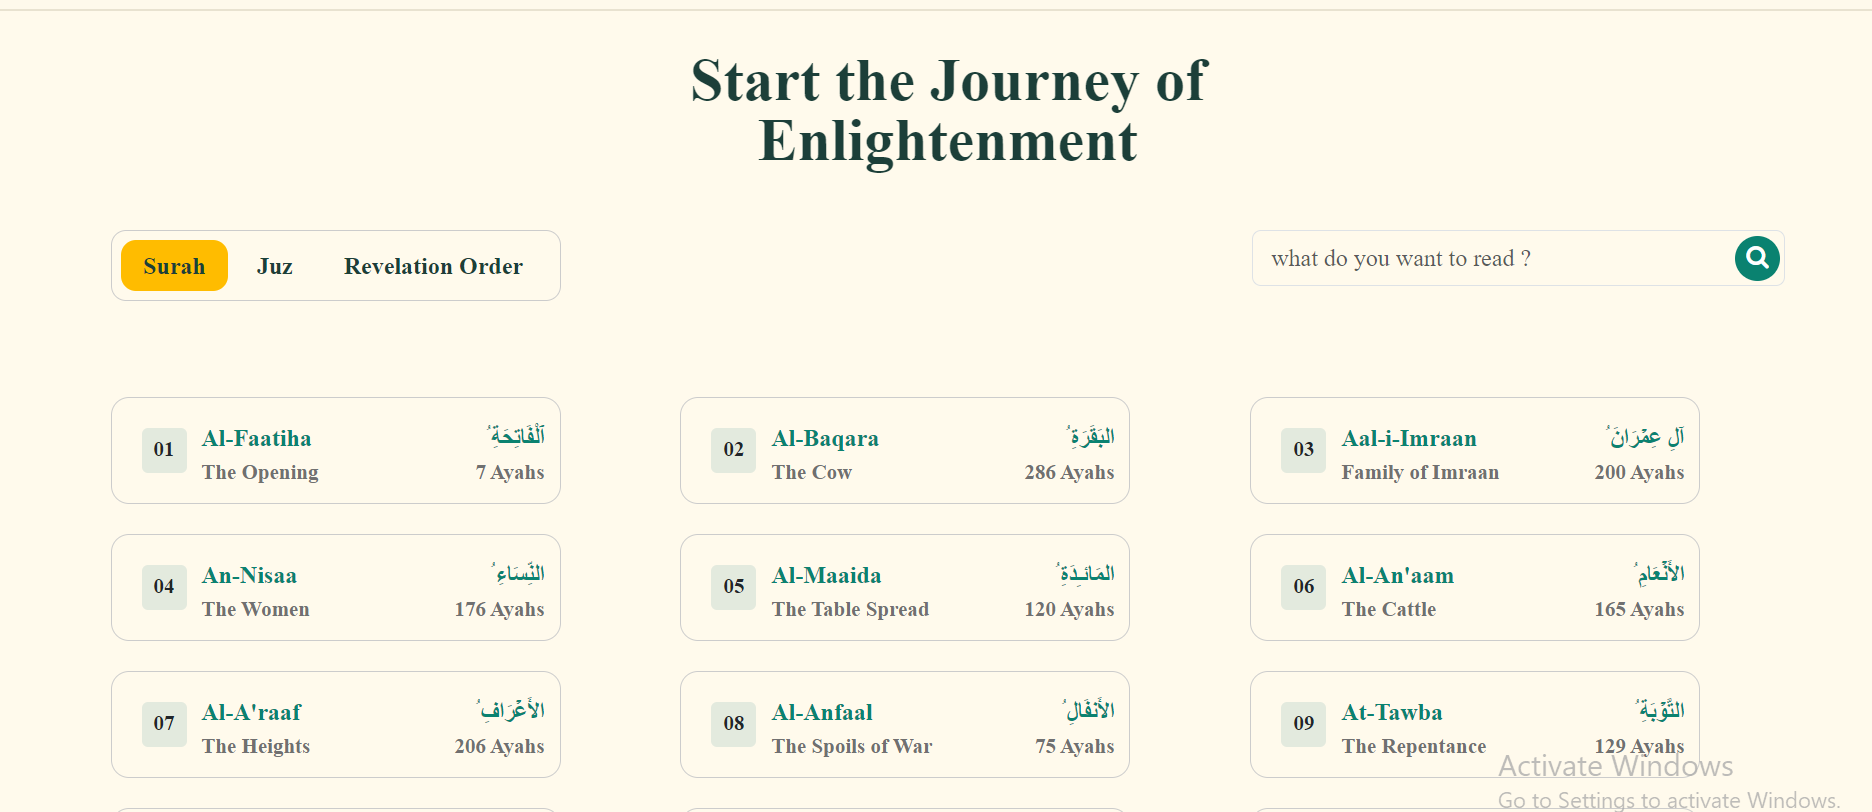 Start the Journey of
Enlightenment
Surah Juz Revelation Order
what do you want to read ?
01 Al-Faatiha ٱلْفَاتِحَةِ ُ
The Opening 7 Ayahs
02 Al-Baqara البَقَرَةِ ُ
The Cow 286 Ayahs
03 Aal-i-Imraan آلِ عِمۡرَانَ ُ
Family of Imraan 200 Ayahs
04 An-Nisaa النِّسَاءِ ُ
The Women 176 Ayahs
05 Al-Maaida المَائـِدَةِ ُ
The Table Spread 120 Ayahs
06 Al-An'aam الأَنۡعَامِ ُ
The Cattle 165 Ayahs
07 Al-A'raaf الأَعۡرَافِ ُ
The Heights 206 Ayahs
08 Al-Anfaal الأَنفَالِ ُ
The Spoils of War 75 Ayahs
09 At-Tawba التَّوۡبَةِ ُ
The Repentance 129 Ayahs
Activate Windows
Go to Settings to activate Windows.